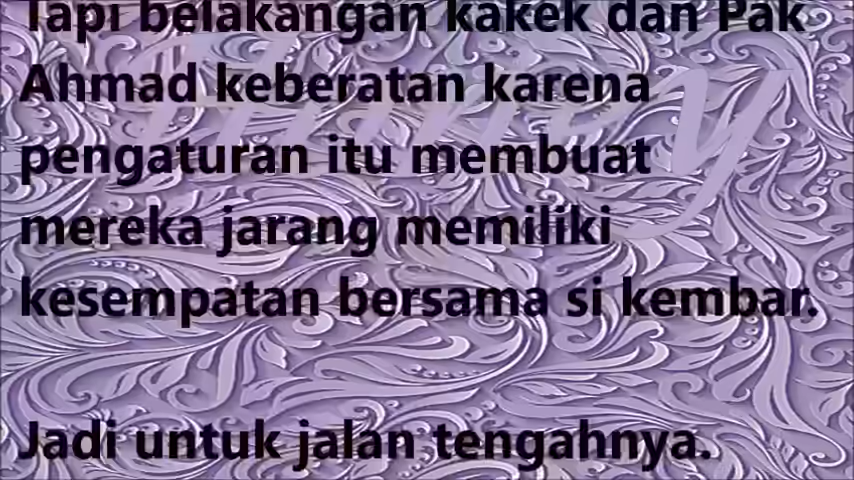 Tapi belakangan kakek dan Pak
Ahmad keberatan karena
pengaturan itu membuat
mereka jarang memiliki
kesempatan bersama si kembar.
Jadi untuk jalan tengahnya.